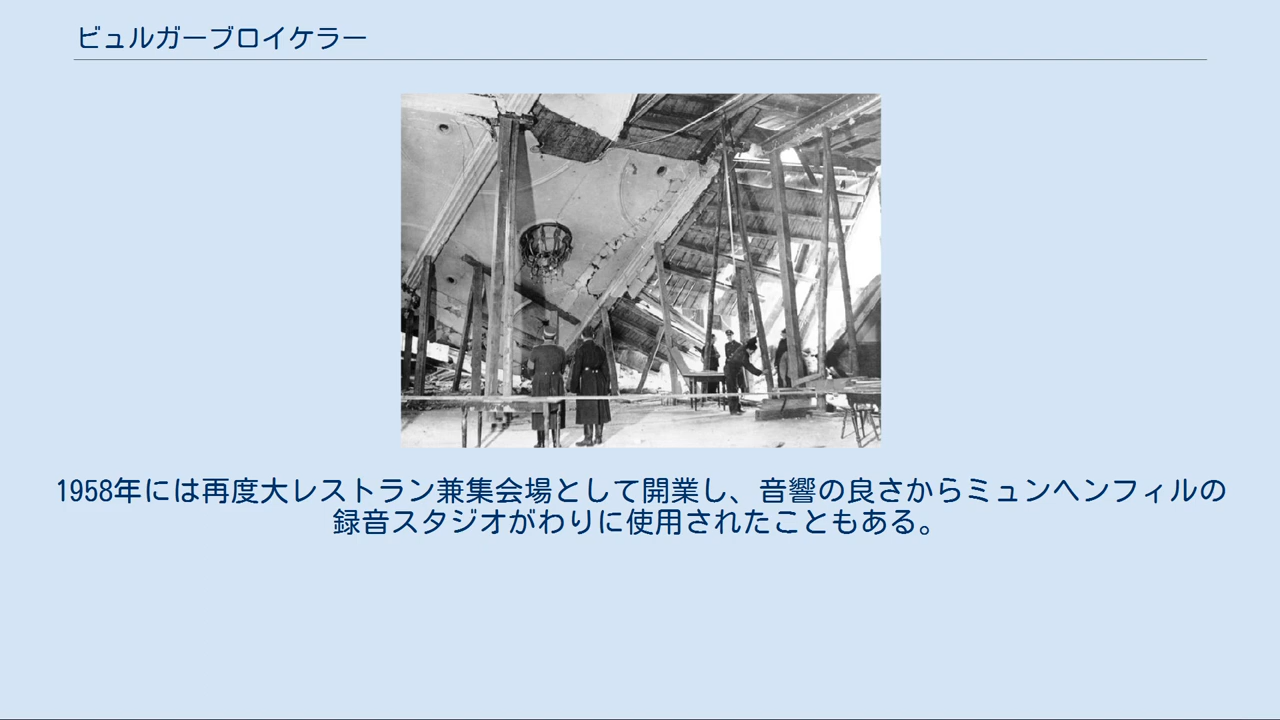 ビュルガーブロイケラー
1958年には再度大レストラン兼集会場として開業し、音響の良さからミュンヘンフィルの
録音スタジオがわりに使用されたこともある。